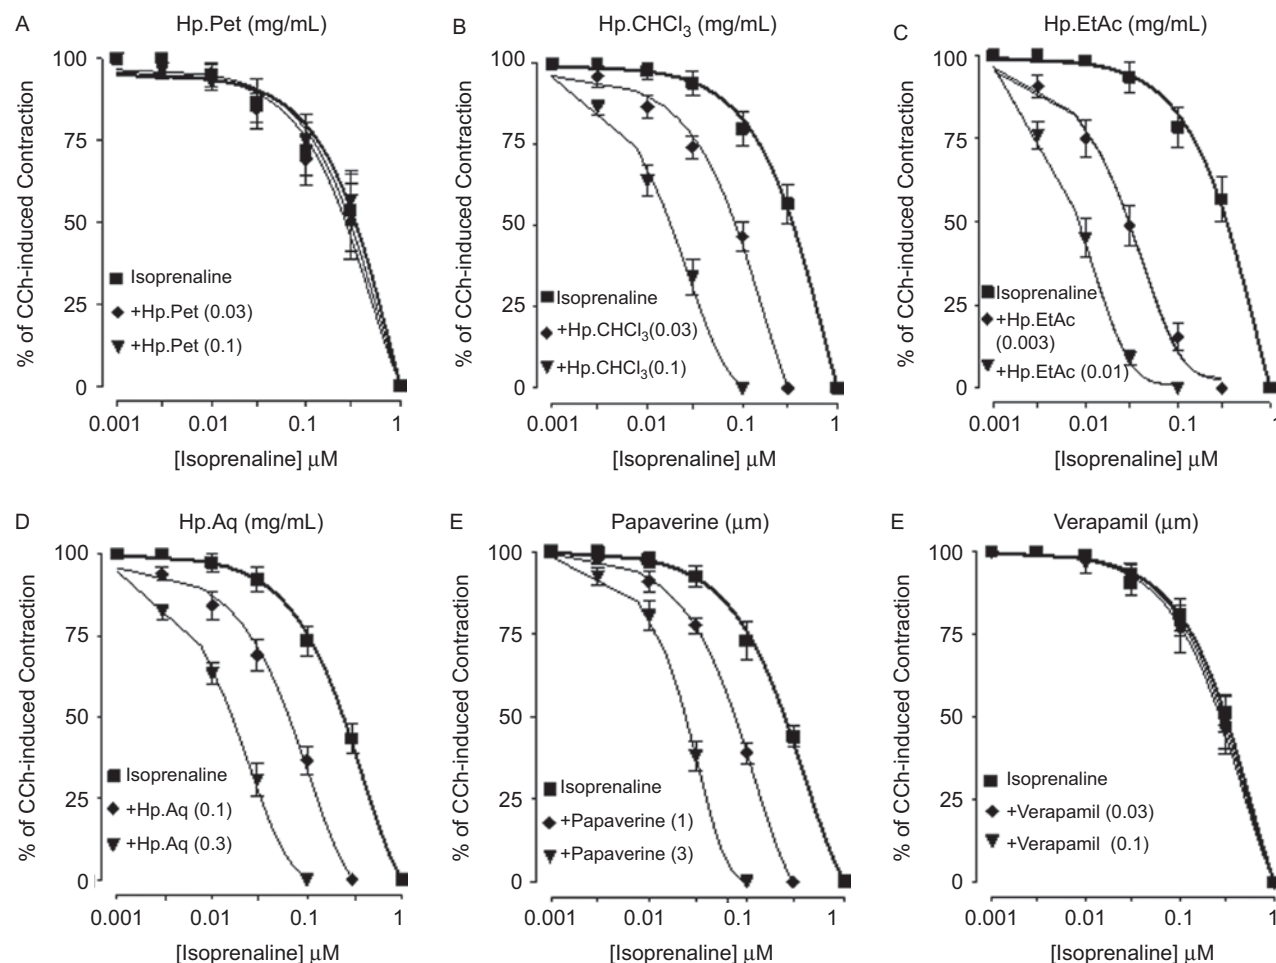 A
Hp.Pet (mg/mL)
% of CCh-induced Contraction
100
75
50
25
0
Isoprenaline
+Hp.Pet (0.03)
+Hp.Pet (0.1)
0.001
0.01
0.1
1
[Isoprenaline] μM
B
Hp.CHCl3 (mg/mL)
% of CCh-induced Contraction
100
75
50
25
0
Isoprenaline
+Hp.CHCl3(0.03)
+Hp.CHCl3(0.1)
0.001
0.01
0.1
1
[Isoprenaline] μM
C
Hp.EtAc (mg/mL)
% of CCh-induced Contraction
100
75
50
25
0
Isoprenaline
+Hp.EtAc
(0.003)
+Hp.EtAc (0.01)
0.001
0.01
0.1
1
[Isoprenaline] μM
D
Hp.Aq (mg/mL)
% of CCh-induced Contraction
100
75
50
25
0
Isoprenaline
+Hp.Aq (0.1)
+Hp.Aq (0.3)
0.001
0.01
0.1
1
[Isoprenaline] μM
E
Papaverine (μm)
% of CCh-induced Contraction
100
75
50
25
0
Isoprenaline
+Papaverine (1)
+Papaverine (3)
0.001
0.01
0.1
1
[Isoprenaline] μM
E
Verapamil (μm)
% of CCh-induced Contraction
100
75
50
25
0
Isoprenaline
+Verapamil (0.03)
+Verapamil (0.1)
0.001
0.01
0.1
1
[Isoprenaline] μM